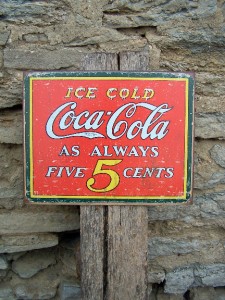 ICE COLD
Coca-Cola
AS ALWAYS
FIVE 5 CENTS